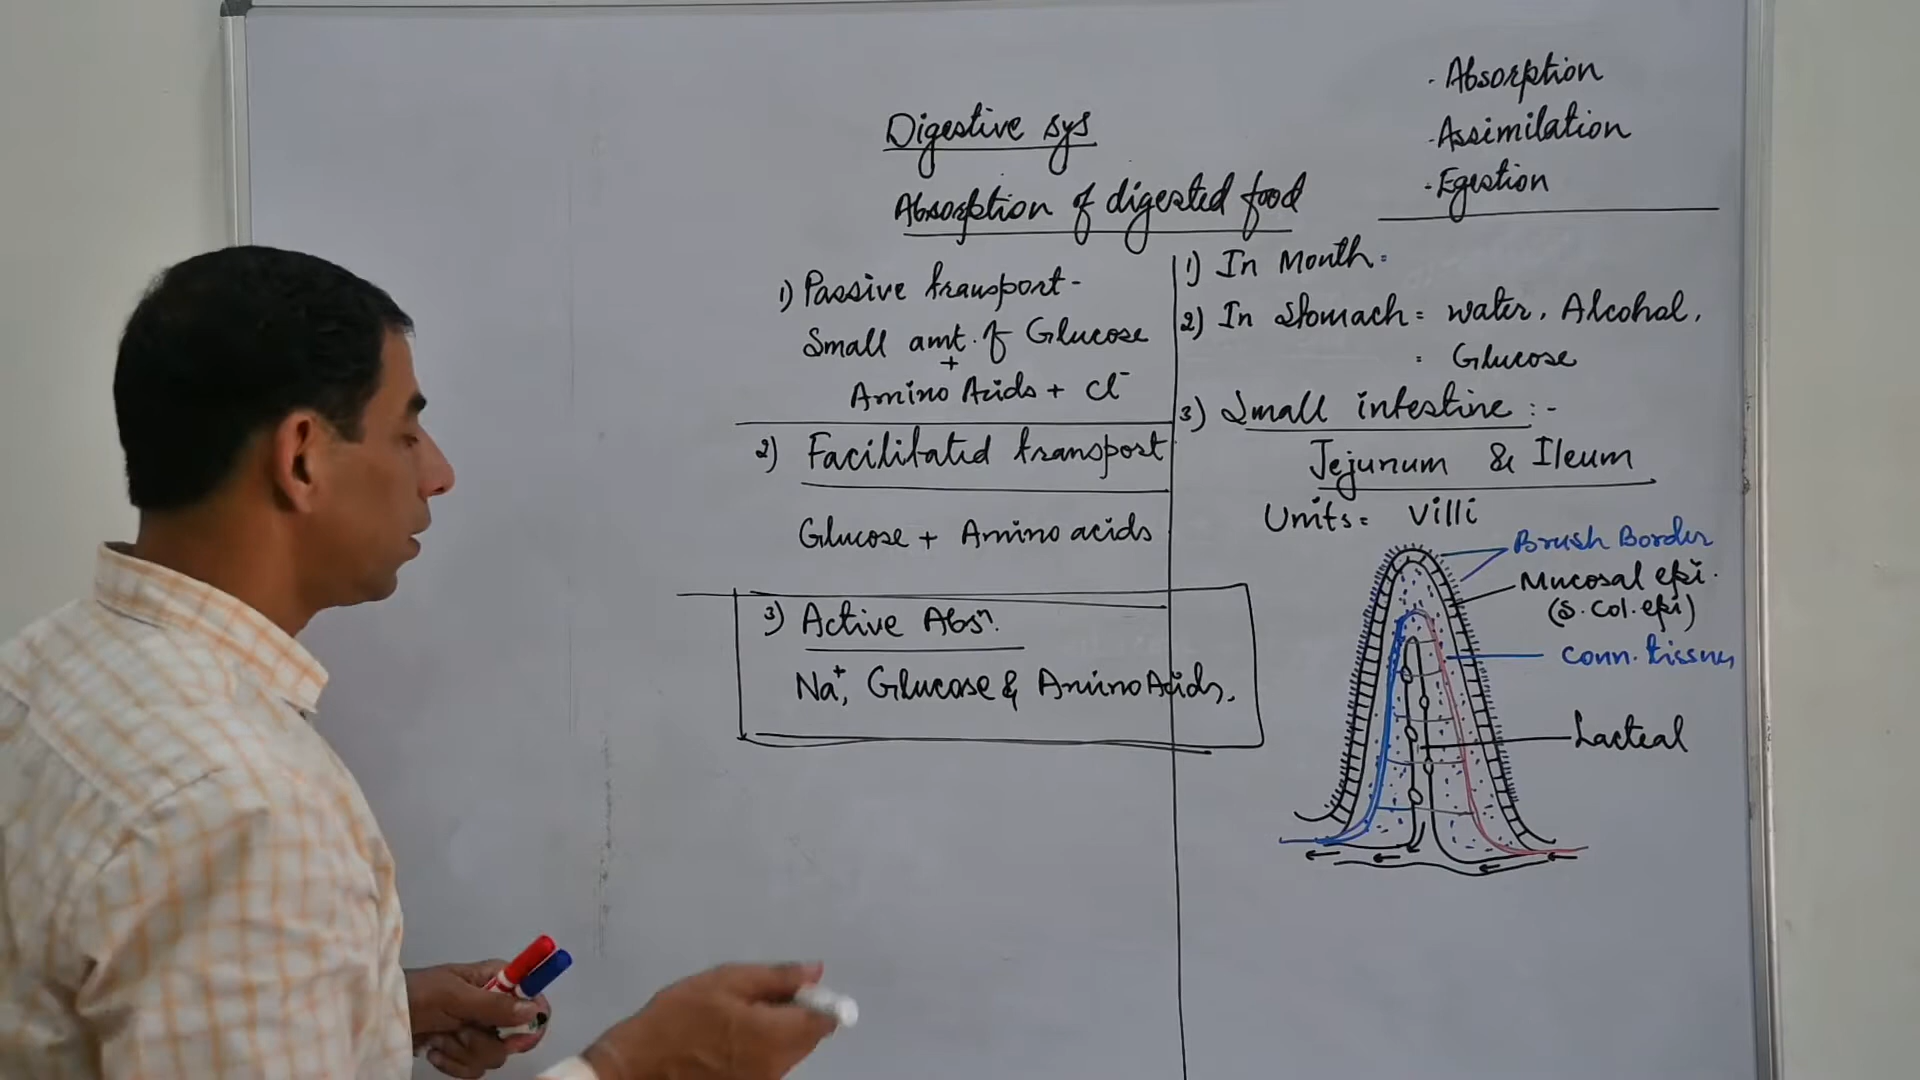 Digestive sys
Absorption of digested food
· Absorption
· Assimilation
· Egestion
1) Passive transport -
Small amt. of Glucose
+
Amino Acids + Cl⁻
2) Facilitated transport
Glucose + Amino acids
3) Active Absⁿ.
Na⁺, Glucose & Amino Acids.
1) In Mouth =
2) In Stomach = water, Alcohol,
= Glucose
3) Small intestine :-
Jejunum & Ileum
Units = Villi
Brush Border
Mucosal epi.
(S. Col. epi)
Conn. tissue
Lacteal